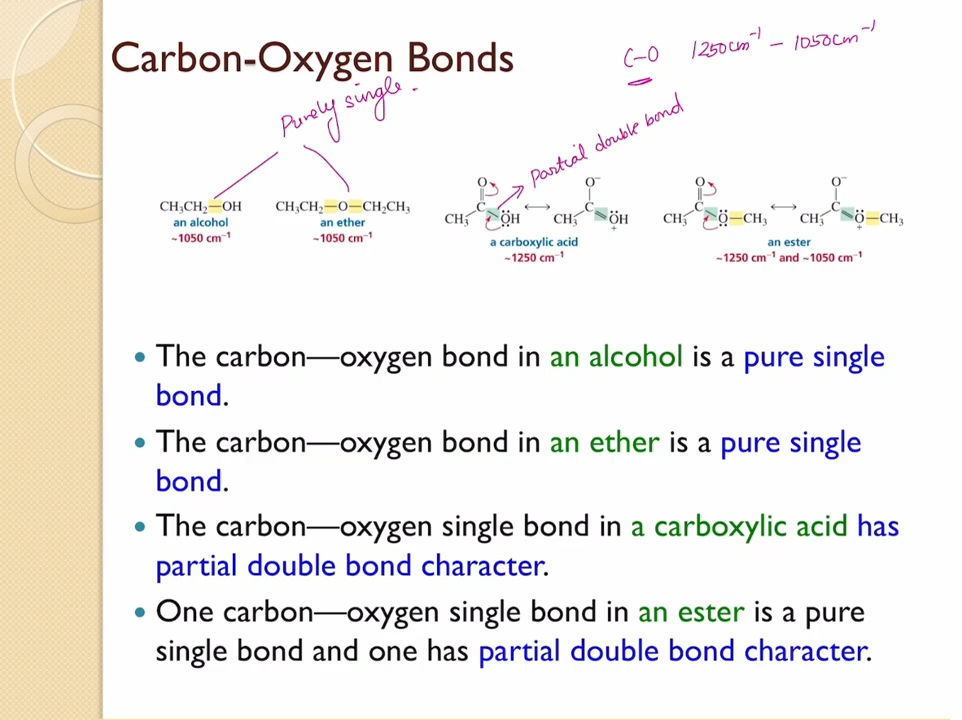 Carbon-Oxygen Bonds
C-O 1250cm⁻¹ - 1050cm⁻¹
Purely single.
Partial double bond
CH₃CH₂—OH
an alcohol
~1050 cm⁻¹
CH₃CH₂—O—CH₂CH₃
an ether
~1050 cm⁻¹
O
C
CH₃ ÖH
O⁻
C
CH₃ ÖH
+
a carboxylic acid
~1250 cm⁻¹
O
C
CH₃ O—CH₃
O⁻
C
CH₃ O—CH₃
+
an ester
~1250 cm⁻¹ and ~1050 cm⁻¹
• The carbon—oxygen bond in an alcohol is a pure single
bond.
• The carbon—oxygen bond in an ether is a pure single
bond.
• The carbon—oxygen single bond in a carboxylic acid has
partial double bond character.
• One carbon—oxygen single bond in an ester is a pure
single bond and one has partial double bond character.